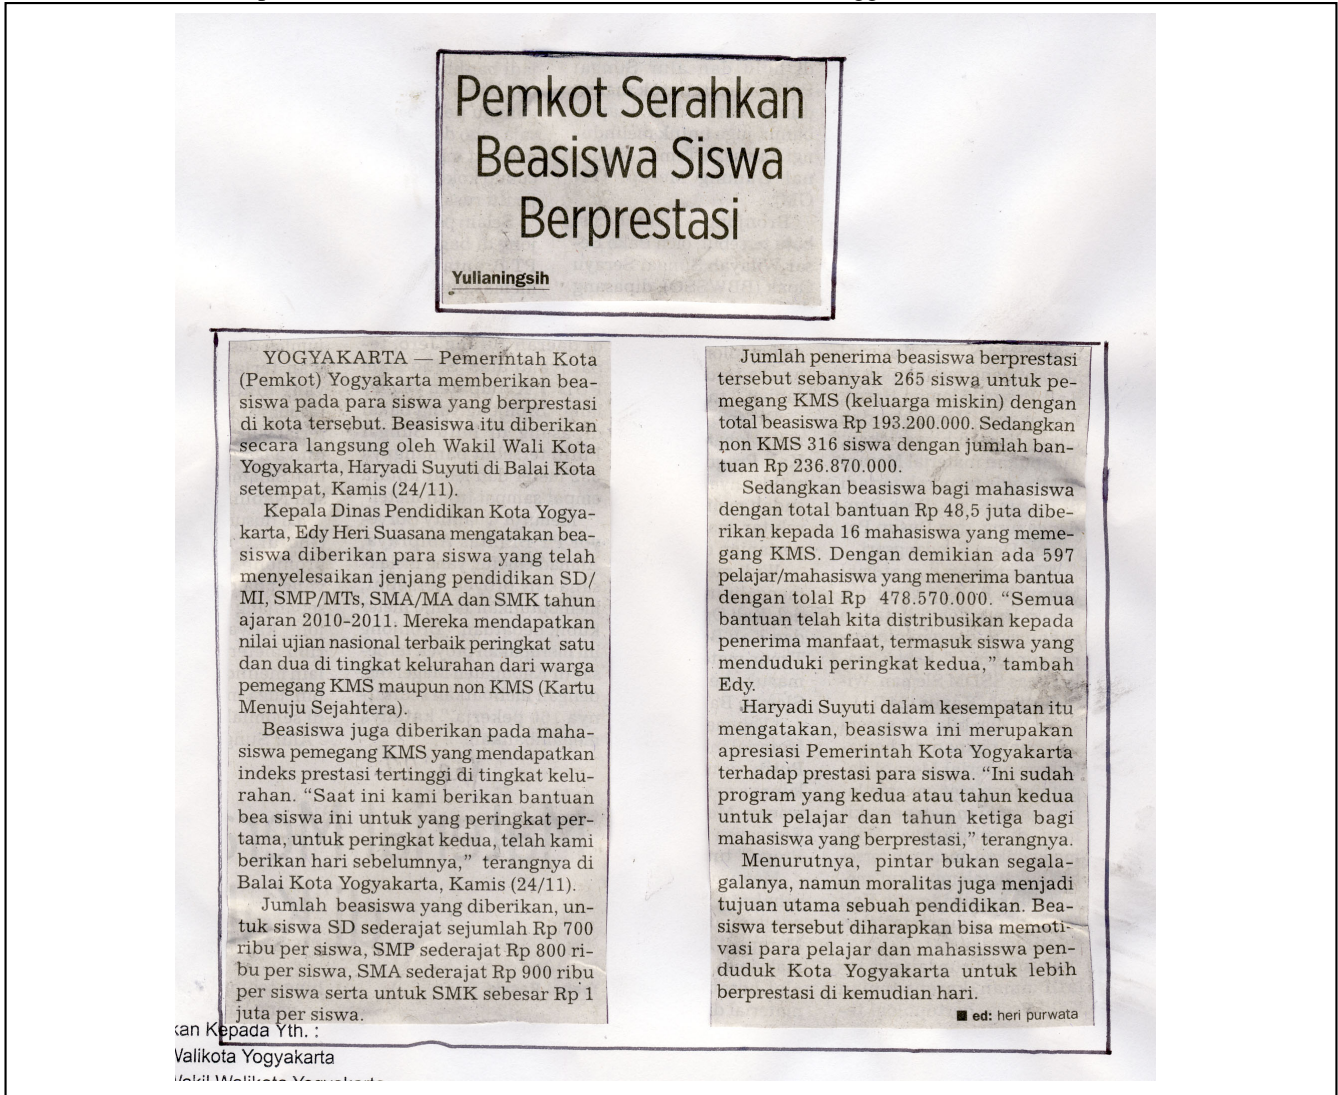 Pemkot Serahkan
Beasiswa Siswa
Berprestasi
Yulianingsih
YOGYAKARTA — Pemerintah Kota
(Pemkot) Yogyakarta memberikan bea-
siswa pada para siswa yang berprestasi
di kota tersebut. Beasiswa itu diberikan
secara langsung oleh Wakil Wali Kota
Yogyakarta, Haryadi Suyuti di Balai Kota
setempat, Kamis (24/11).
Kepala Dinas Pendidikan Kota Yogya-
karta, Edy Heri Suasana mengatakan bea-
siswa diberikan para siswa yang telah
menyelesaikan jenjang pendidikan SD/
MI, SMP/MTs, SMA/MA dan SMK tahun
ajaran 2010-2011. Mereka mendapatkan
nilai ujian nasional terbaik peringkat satu
dan dua di tingkat kelurahan dari warga
pemegang KMS maupun non KMS (Kartu
Menuju Sejahtera).
Beasiswa juga diberikan pada maha-
siswa pemegang KMS yang mendapatkan
indeks prestasi tertinggi di tingkat kelu-
rahan. “Saat ini kami berikan bantuan
bea siswa ini untuk yang peringkat per-
tama, untuk peringkat kedua, telah kami
berikan hari sebelumnya,” terangnya di
Balai Kota Yogyakarta, Kamis (24/11).
Jumlah beasiswa yang diberikan, un-
tuk siswa SD sederajat sejumlah Rp 700
ribu per siswa, SMP sederajat Rp 800 ri-
bu per siswa, SMA sederajat Rp 900 ribu
per siswa serta untuk SMK sebesar Rp 1
juta per siswa.
Jumlah penerima beasiswa berprestasi
tersebut sebanyak 265 siswa untuk pe-
megang KMS (keluarga miskin) dengan
total beasiswa Rp 193.200.000. Sedangkan
non KMS 316 siswa dengan jumlah ban-
tuan Rp 236.870.000.
Sedangkan beasiswa bagi mahasiswa
dengan total bantuan Rp 48,5 juta dibe-
rikan kepada 16 mahasiswa yang meme-
gang KMS. Dengan demikian ada 597
pelajar/mahasiswa yang menerima bantua
dengan tolal Rp 478.570.000. “Semua
bantuan telah kita distribusikan kepada
penerima manfaat, termasuk siswa yang
menduduki peringkat kedua,” tambah
Edy.
Haryadi Suyuti dalam kesempatan itu
mengatakan, beasiswa ini merupakan
apresiasi Pemerintah Kota Yogyakarta
terhadap prestasi para siswa. “Ini sudah
program yang kedua atau tahun kedua
untuk pelajar dan tahun ketiga bagi
mahasiswa yang berprestasi,” terangnya.
Menurutnya, pintar bukan segala-
galanya, namun moralitas juga menjadi
tujuan utama sebuah pendidikan. Bea-
siswa tersebut diharapkan bisa memoti-
vasi para pelajar dan mahasisswa pen-
duduk Kota Yogyakarta untuk lebih
berprestasi di kemudian hari.
■ ed: heri purwata
kan Kepada Yth. :
Walikota Yogyakarta